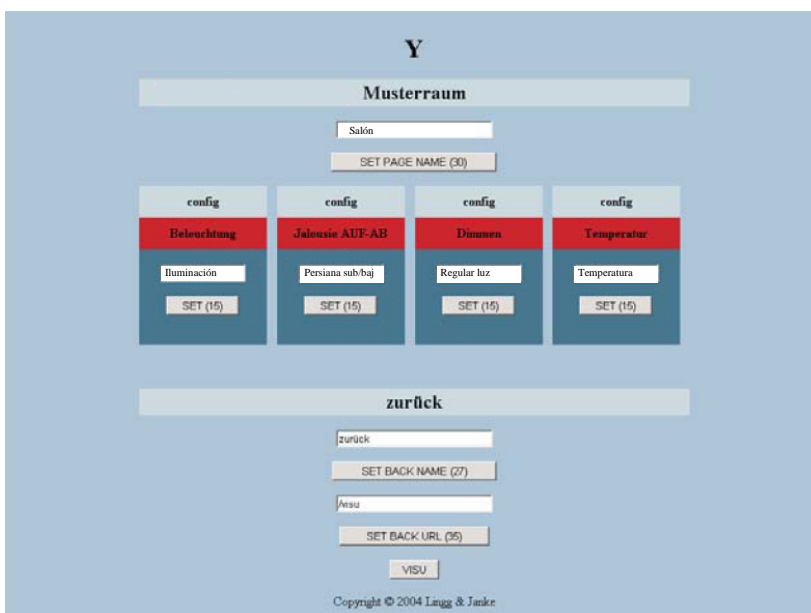 Y
Musterraum
Salón
SET PAGE NAME (30)
config config config config
Beleuchtung Jalousie AUF-AB Dimmen Temperatur
Iluminación Persiana sub/baj Regular luz Temperatura
SET (15) SET (15) SET (15) SET (15)
zurück
zurück
SET BACK NAME (27)
/visu
SET BACK URL (35)
VISU
Copyright © 2004 Lingg & Janke